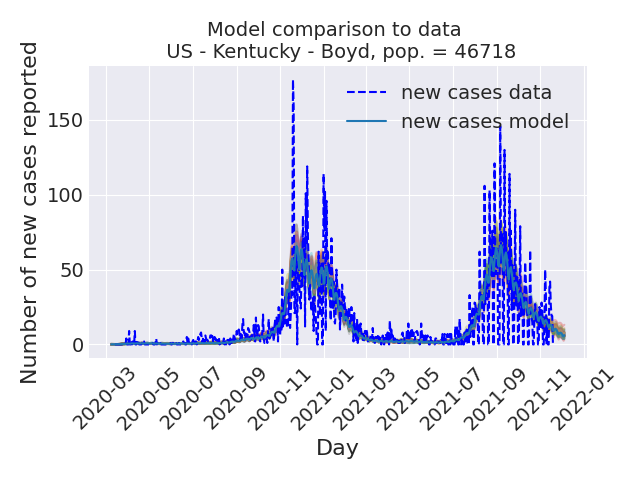 Model comparison to data
US - Kentucky - Boyd, pop. = 46718
new cases data
new cases model
Number of new cases reported
150
100
50
0
2020-03
2020-05
2020-07
2020-09
2020-11
2021-01
2021-03
2021-05
2021-07
2021-09
2021-11
2022-01
Day